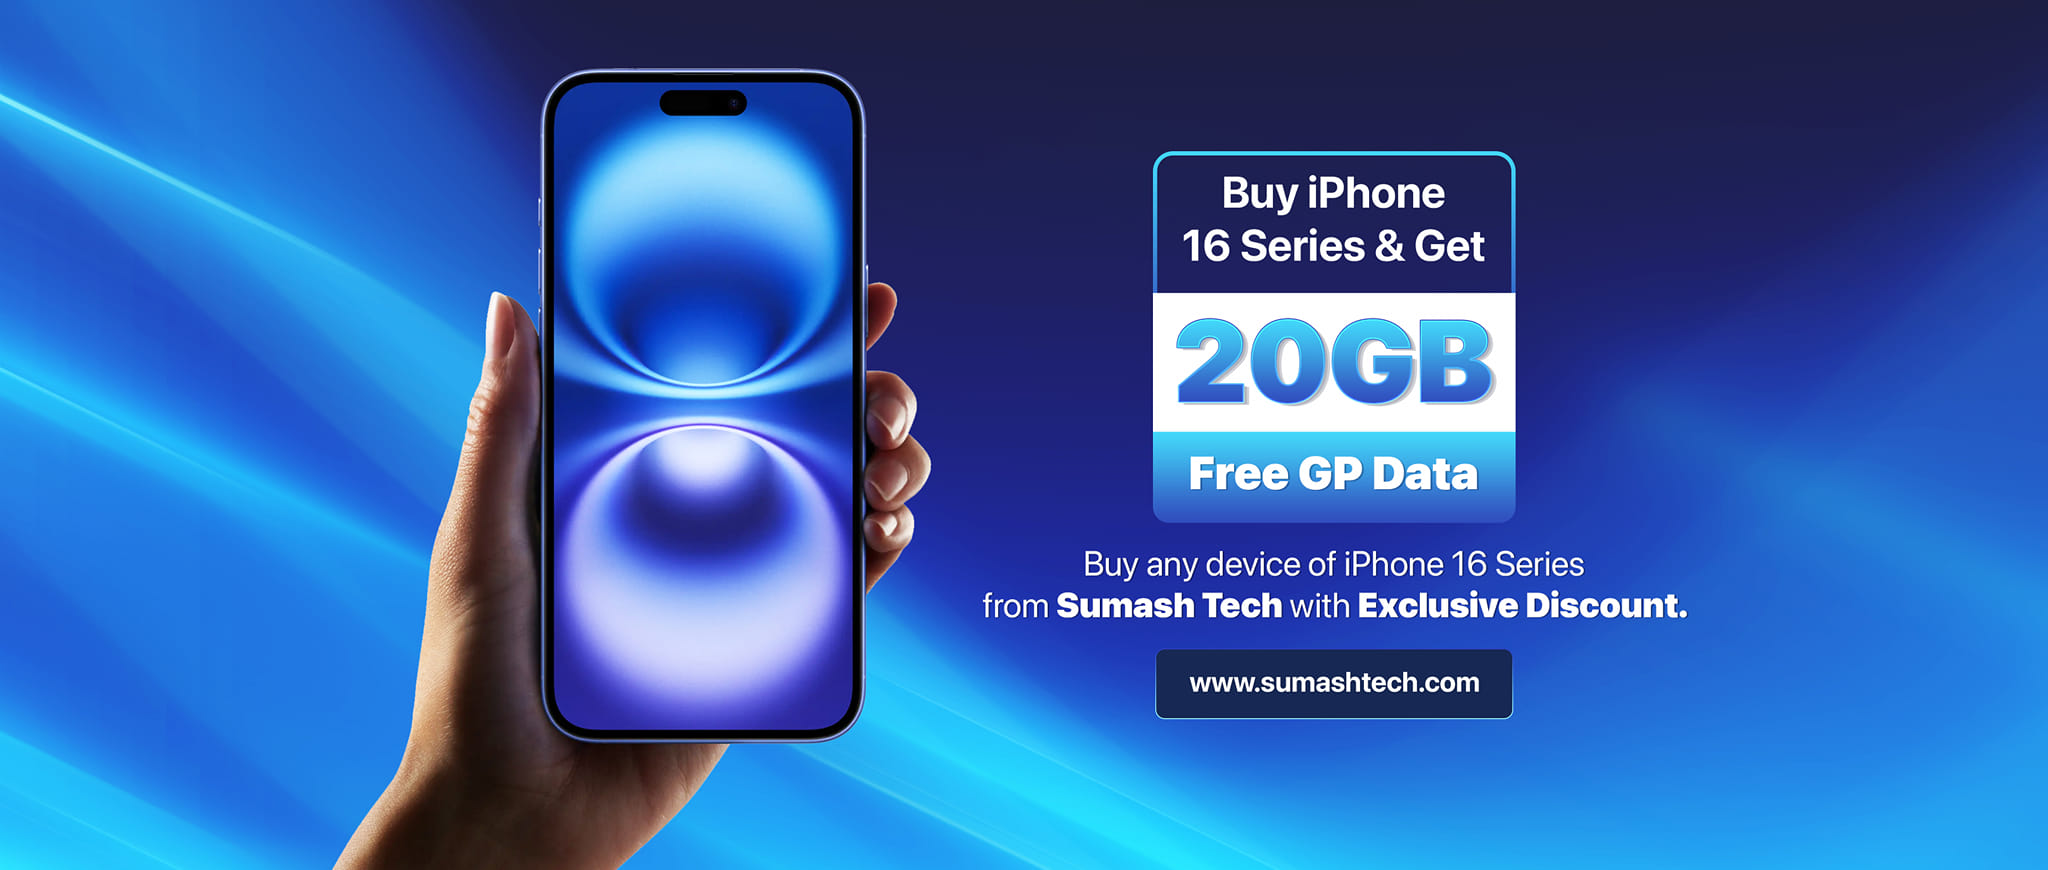 Buy iPhone
16 Series & Get
20GB
Free GP Data
Buy any device of iPhone 16 Series
from Sumash Tech with Exclusive Discount.
www.sumashtech.com